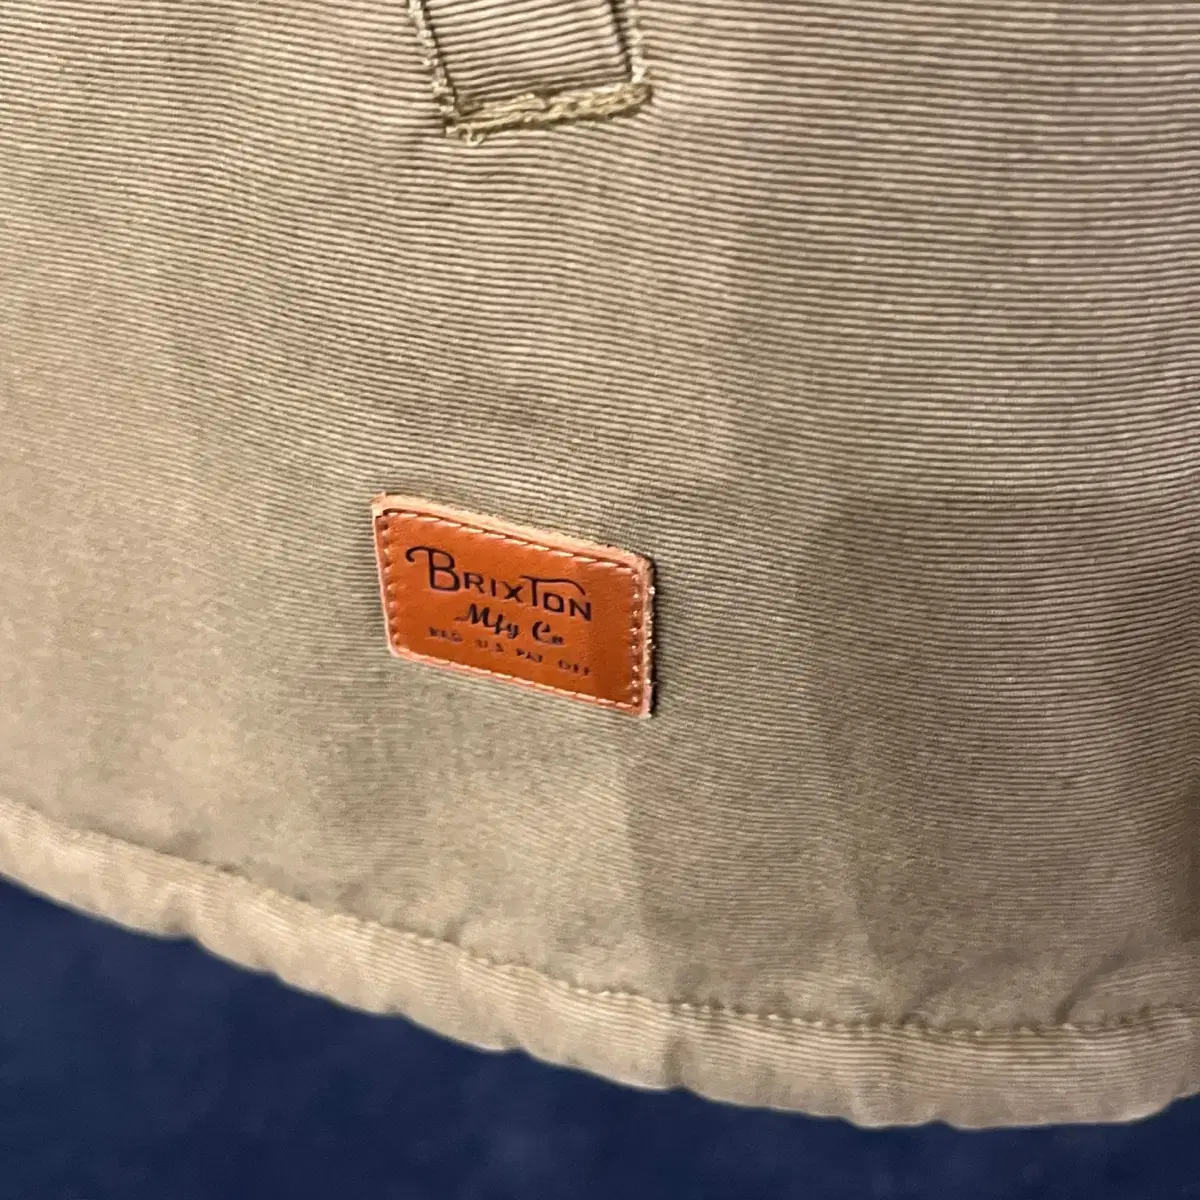 BRIXTON
Mfg Co
REG U.S PAT OFF